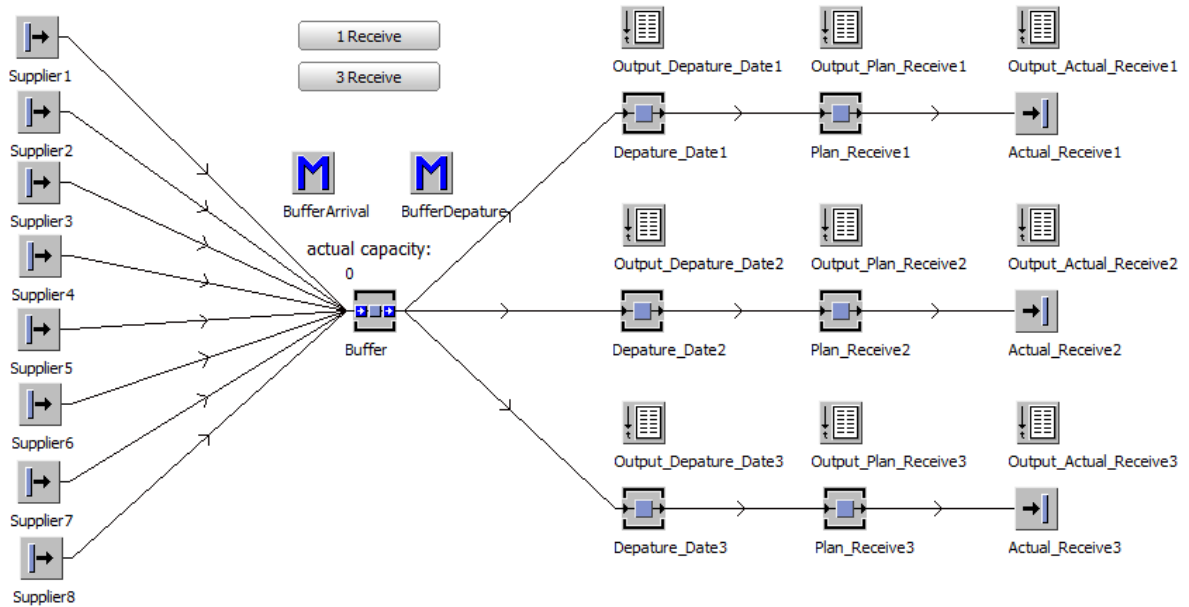 1 Receive
3 Receive
Output_Depature_Date1 Output_Plan_Receive1 Output_Actual_Receive1
Supplier1
Supplier2
Depature_Date1 Plan_Receive1 Actual_Receive1
M M
BufferArrival BufferDepature
Supplier3
actual capacity:
0
Output_Depature_Date2 Output_Plan_Receive2 Output_Actual_Receive2
Supplier4
Buffer
Depature_Date2 Plan_Receive2 Actual_Receive2
Supplier5
Supplier6
Output_Depature_Date3 Output_Plan_Receive3 Output_Actual_Receive3
Supplier7
Depature_Date3 Plan_Receive3 Actual_Receive3
Supplier8